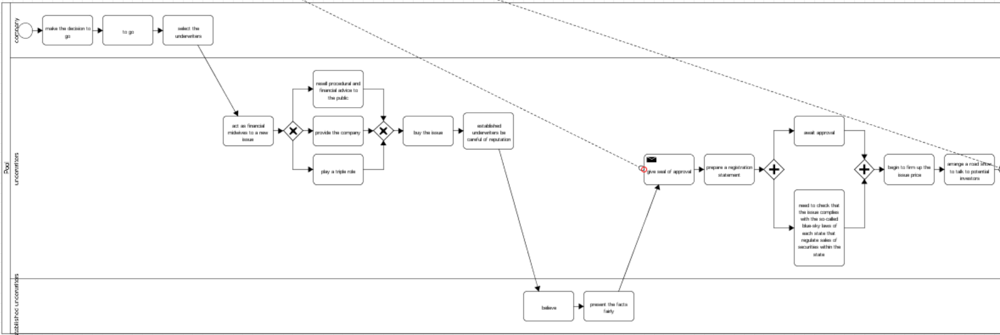 Pool
company
make the decision to
go
to go
select the
underwriters
underwriters
act as financial
midwives to a new
issue
resell procedural and
financial advice to
the public
provide the company
play a triple role
buy the issue
established
underwriters be
careful of reputation
give seal of approval
prepare a registration
statement
await approval
need to check that
the issue complies
with the so-called
blue-sky laws of
each state that
regulate sales of
securities within the
state
begin to firm up the
issue price
arrange a road show
to talk to potential
investors
tablished underwriters
believe
present the facts
fairly